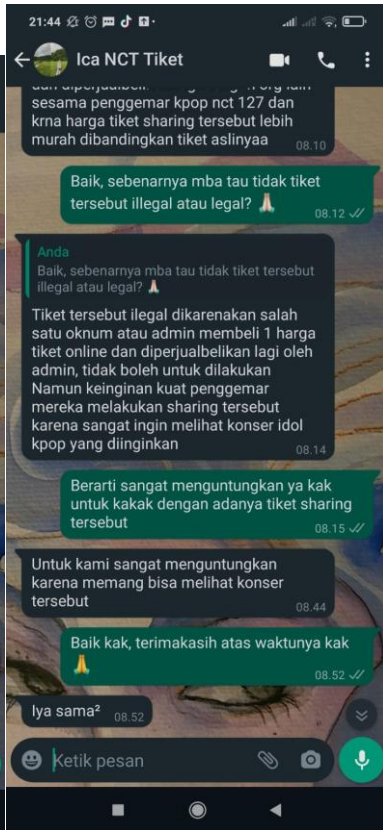 21:44
Ica NCT Tiket
sesama penggemar kpop nct 127 dan
krna harga tiket sharing tersebut lebih
murah dibandingkan tiket aslinyaa 08.10
Baik, sebenarnya mba tau tidak tiket
tersebut illegal atau legal? 🙏🏻
08.12
Anda
Baik, sebenarnya mba tau tidak tiket tersebut
illegal atau legal? 🙏🏻
Tiket tersebut ilegal dikarenakan salah
satu oknum atau admin membeli 1 harga
tiket online dan diperjualbelikan lagi oleh
admin, tidak boleh untuk dilakukan
Namun keinginan kuat penggemar
mereka melakukan sharing tersebut
karena sangat ingin melihat konser idol
kpop yang diinginkan
08.14
Berarti sangat menguntungkan ya kak
untuk kakak dengan adanya tiket sharing
tersebut
08.15
Untuk kami sangat menguntungkan
karena memang bisa melihat konser
tersebut
08.44
Baik kak, terimakasih atas waktunya kak
🙏
08.52
Iya sama² 08.52
Ketik pesan